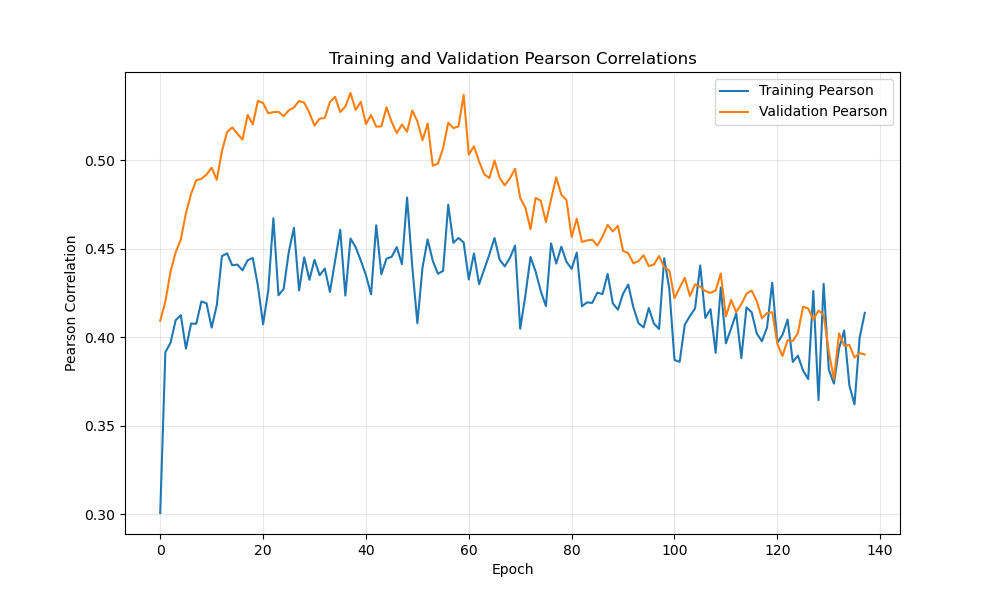 Training and Validation Pearson Correlations
Training Pearson
Validation Pearson
Pearson Correlation
0.50
0.45
0.40
0.35
0.30
0 20 40 60 80 100 120 140
Epoch